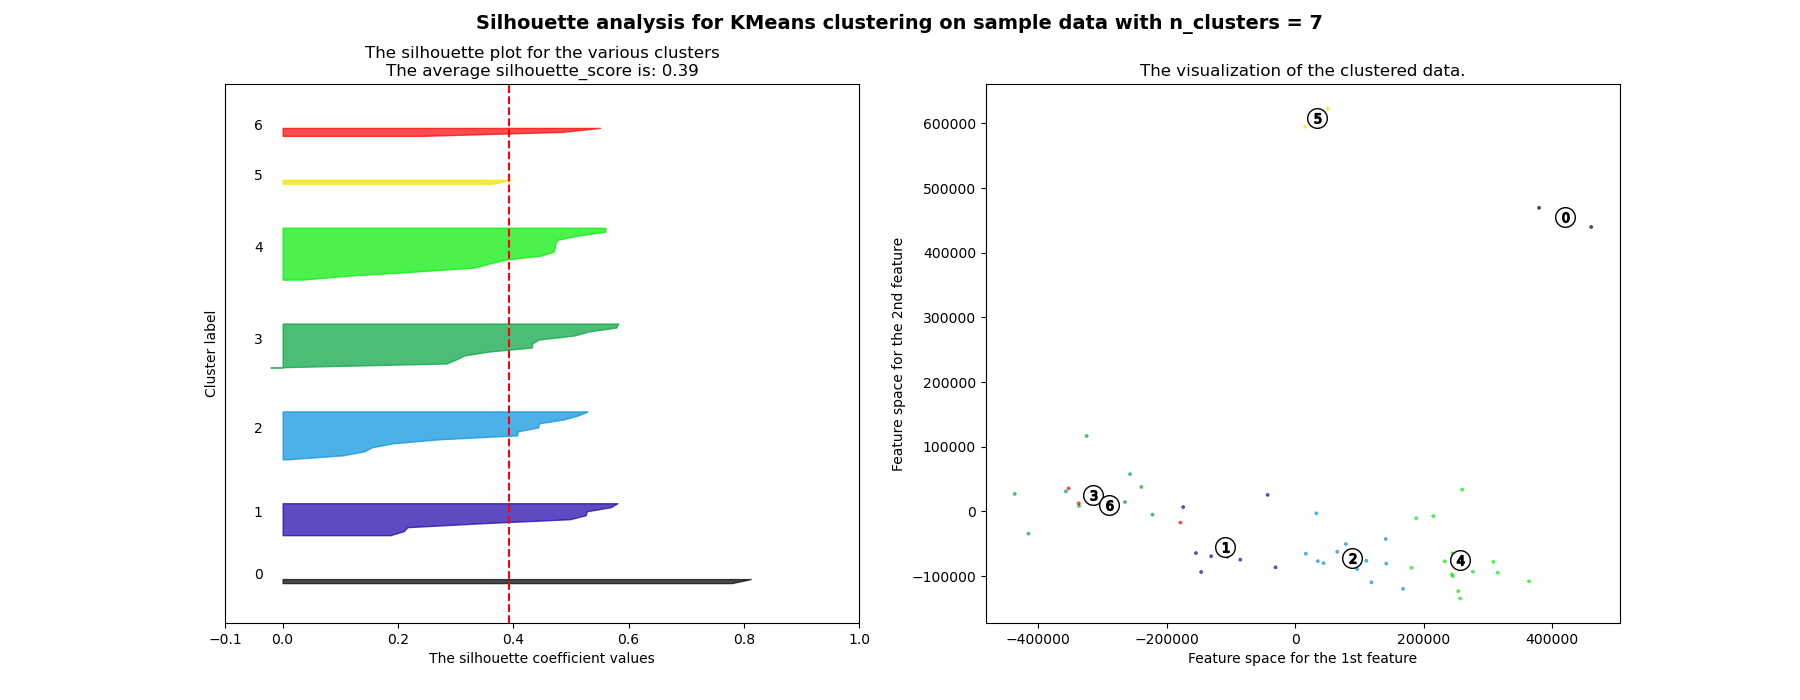 Silhouette analysis for KMeans clustering on sample data with n_clusters = 7
The silhouette plot for the various clusters
The average silhouette_score is: 0.39
6
5
4
3
2
1
0
Cluster label
−0.1 0.0 0.2 0.4 0.6 0.8 1.0
The silhouette coefficient values
The visualization of the clustered data.
600000
500000
400000
300000
200000
100000
0
−100000
Feature space for the 2nd feature
5
0
3
6
1
2
4
−400000 −200000 0 200000 400000
Feature space for the 1st feature